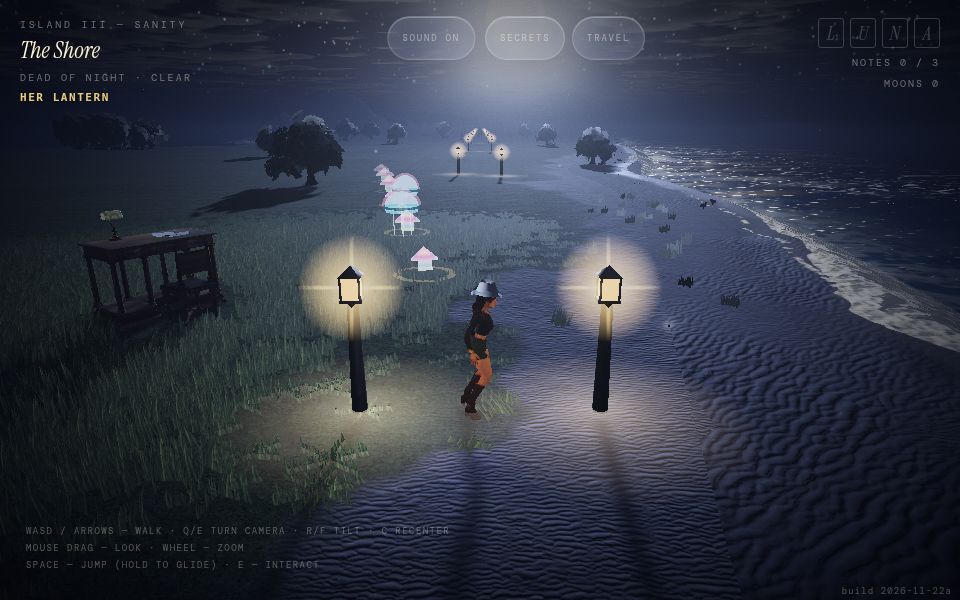 ISLAND III — SANITY
The Shore
DEAD OF NIGHT · CLEAR
HER LANTERN
SOUND ON
SECRETS
TRAVEL
L U N A
NOTES 0 / 3
MOONS 0
WASD / ARROWS — WALK · Q/E TURN CAMERA · R/F TILT · C RECENTER
MOUSE DRAG — LOOK · WHEEL — ZOOM
SPACE — JUMP (HOLD TO GLIDE) · E — INTERACT
build 2026-11-22a